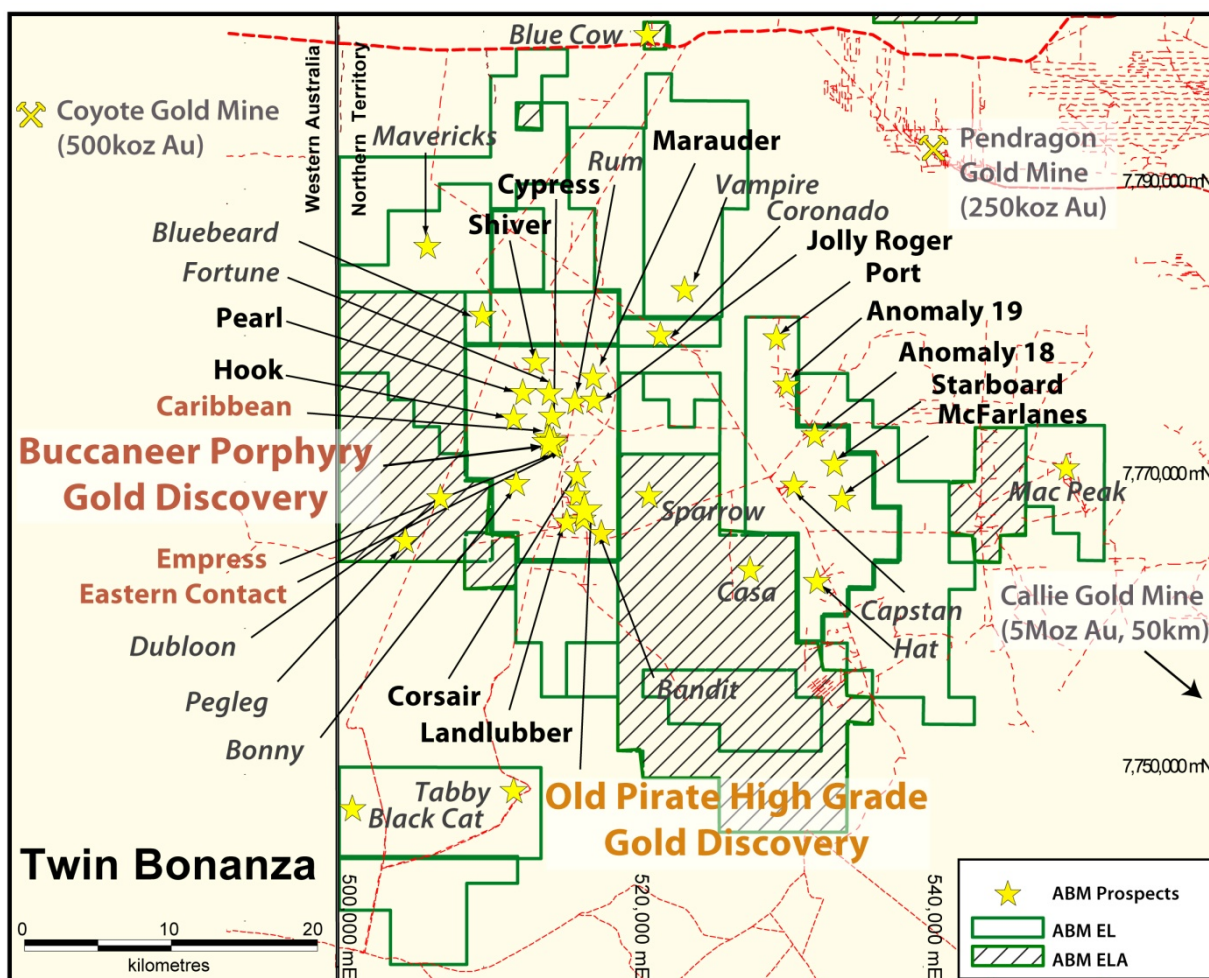 Blue Cow
Western Australia
Northern Territory
Coyote Gold Mine
(500koz Au)
Mavericks
Rum
Marauder
Pendragon
Gold Mine
(250koz Au)
7,790,000 mN
Cypress
Vampire
Coronado
Shiver
Bluebeard
Jolly Roger
Fortune
Port
Pearl
Anomaly 19
Anomaly 18
Hook
Starboard
Caribbean
McFarlanes
Buccaneer Porphyry
Gold Discovery
7,770,000 mN
Mac Peak
Sparrow
Empress
Casa
Eastern Contact
Capstan
Callie Gold Mine
(5Moz Au, 50km)
Dubloon
Hat
Pegleg
Corsair
Bandit
Bonny
Landlubber
7,750,000 mN
Tabby
Black Cat
Old Pirate High Grade
Gold Discovery
Twin Bonanza
500,000 mE
520,000 mE
540,000 mE
0 10 20
kilometres
ABM Prospects
ABM EL
ABM ELA